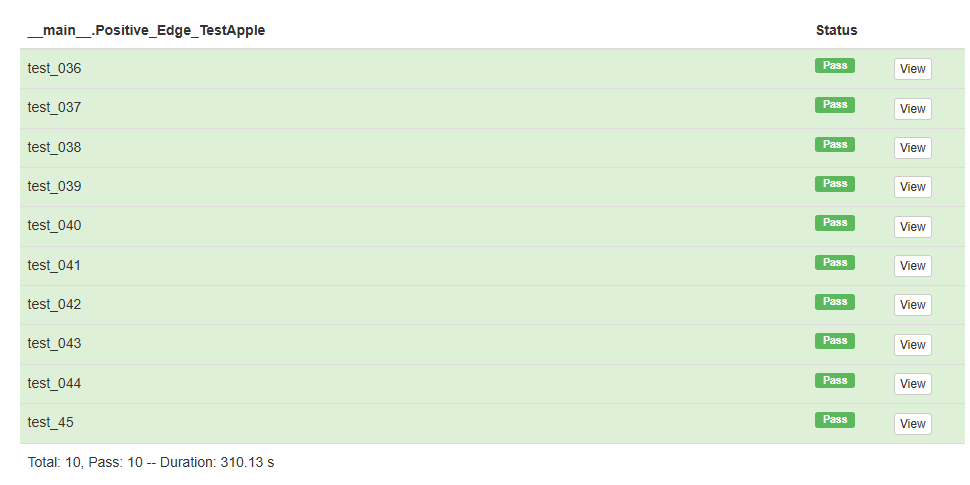 __main__.Positive_Edge_TestApple Status
test_036 Pass View
test_037 Pass View
test_038 Pass View
test_039 Pass View
test_040 Pass View
test_041 Pass View
test_042 Pass View
test_043 Pass View
test_044 Pass View
test_45 Pass View
Total: 10, Pass: 10 -- Duration: 310.13 s